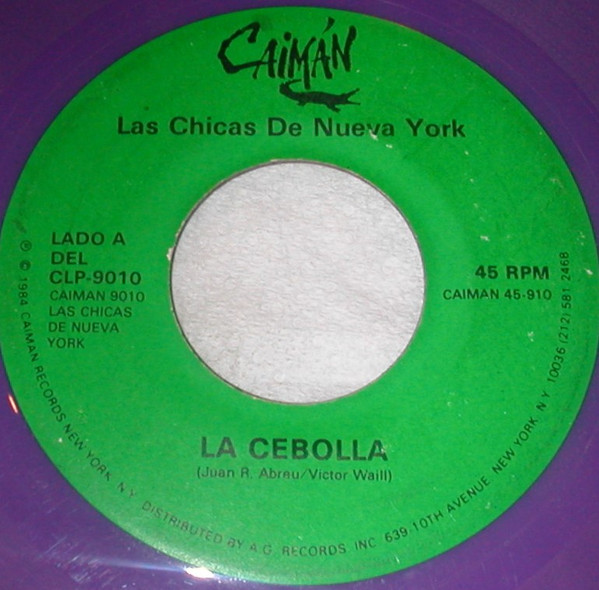 CAIMÁN
Las Chicas De Nueva York
LADO A
DEL
CLP-9010
CAIMAN 9010
LAS CHICAS
DE NUEVA
YORK
45 RPM
CAIMAN 45-910
LA CEBOLLA
(Juan R. Abreu/Victor Waill)
℗ 1984 CAIMAN RECORDS NEW YORK, N.Y. DISTRIBUTED BY A.G. RECORDS, INC 639-10TH AVENUE, NEW YORK, N.Y. 10036 (212) 581 2468